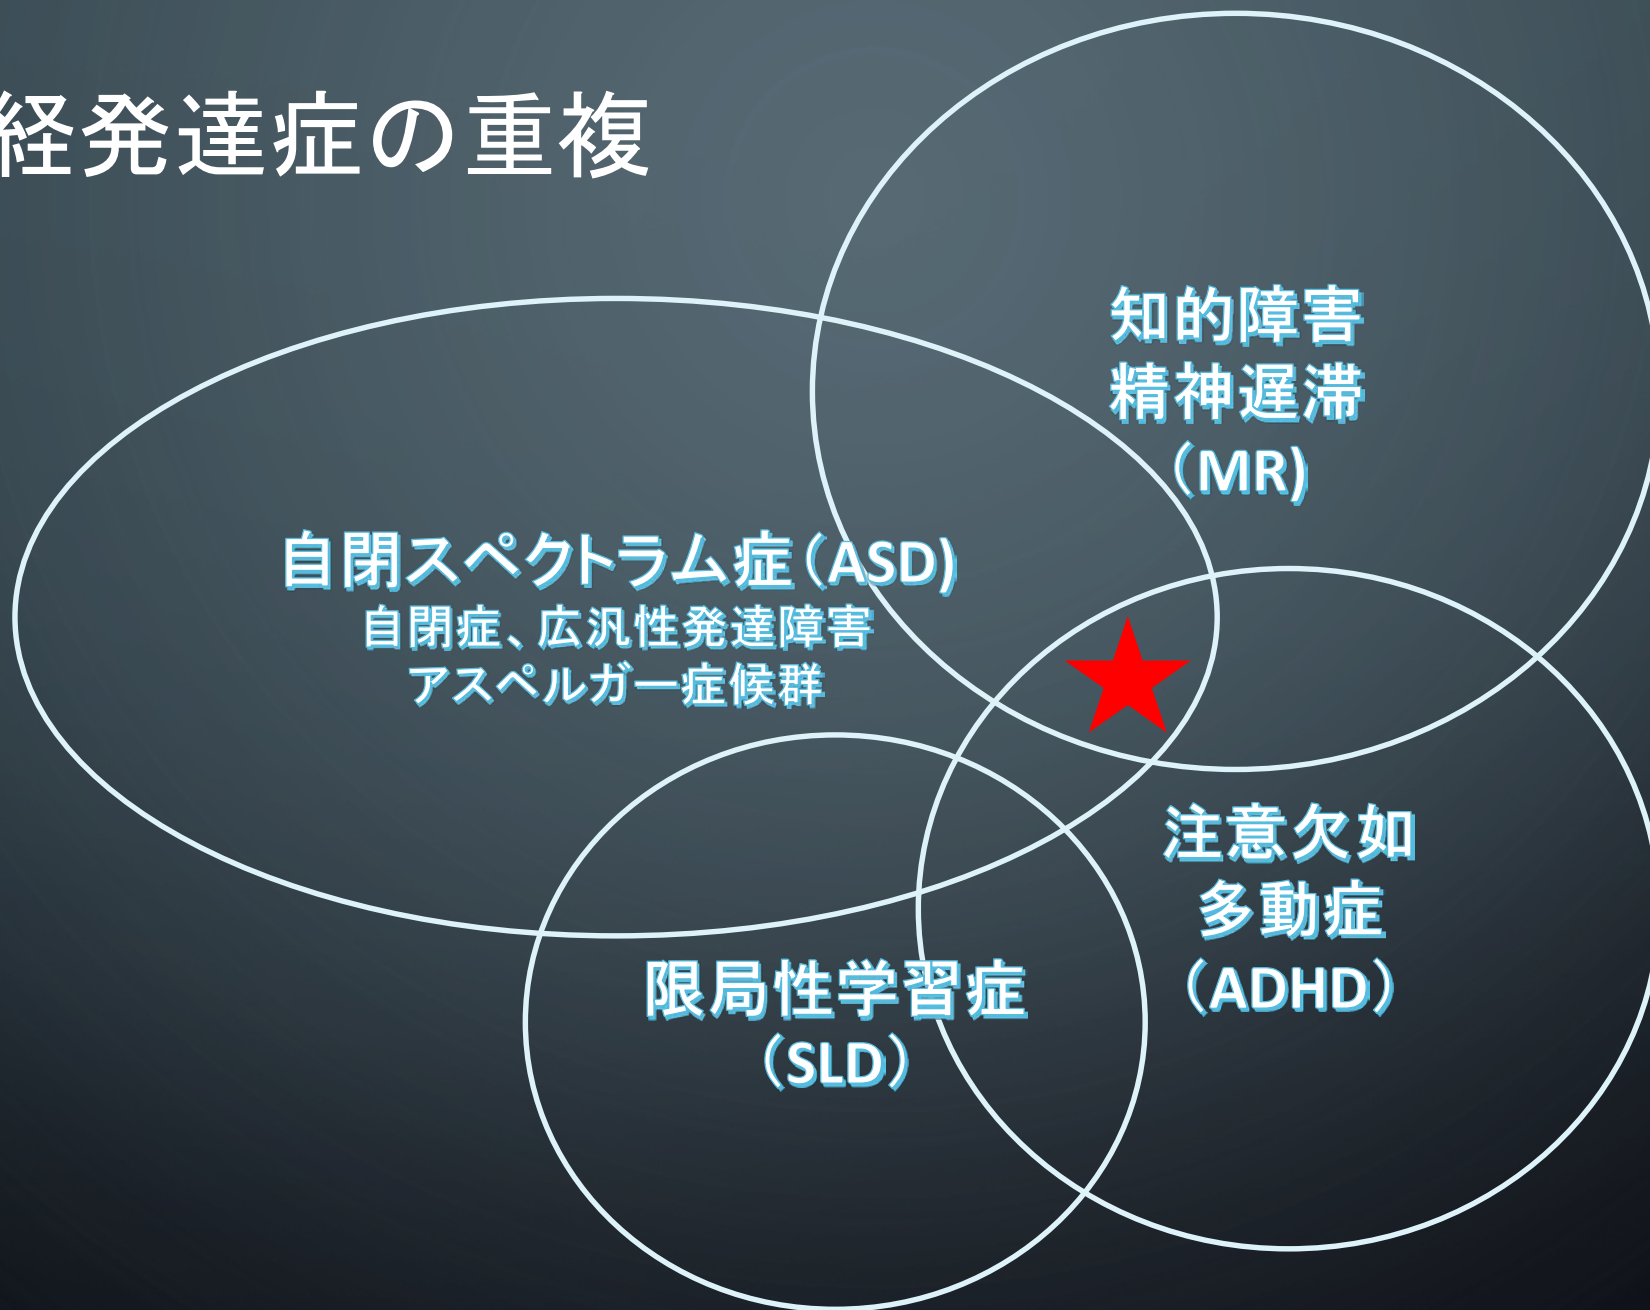 経発達症の重複
知的障害
精神遅滞
（MR)
自閉スペクトラム症（ASD)
自閉症、広汎性発達障害
アスペルガー症候群
注意欠如
多動症
（ADHD）
限局性学習症
（SLD）